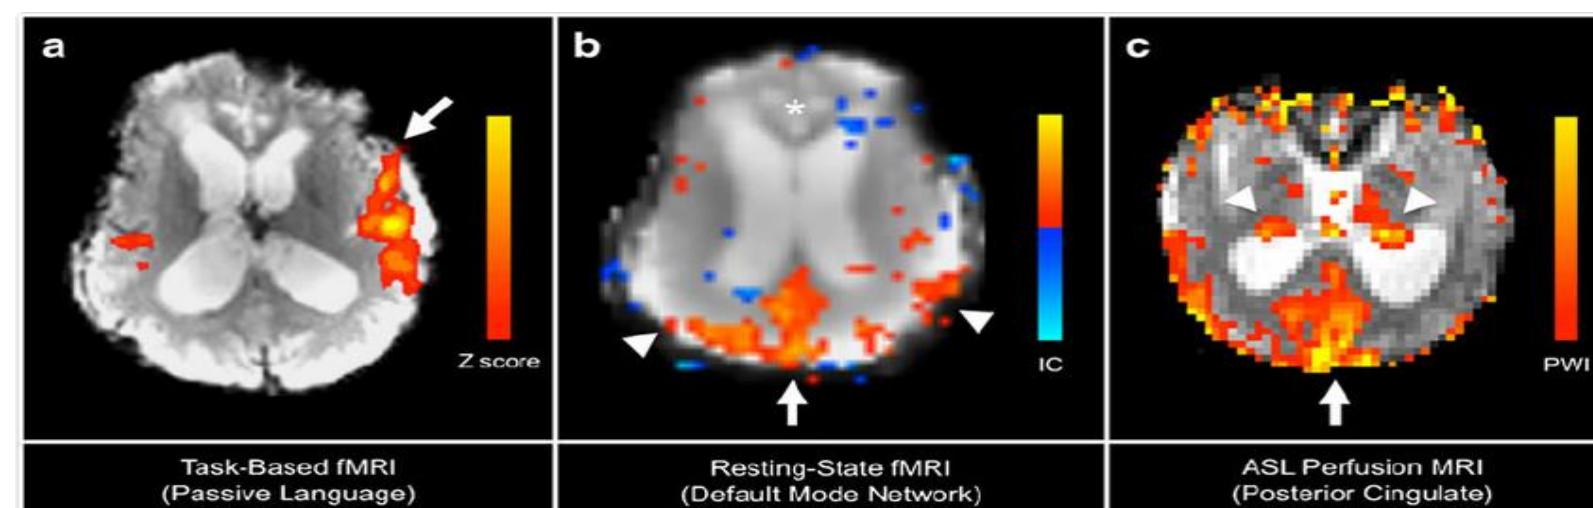 a
b
c
*
Z score
IC
PWI
Task-Based fMRI
(Passive Language)
Resting-State fMRI
(Default Mode Network)
ASL Perfusion MRI
(Posterior Cingulate)